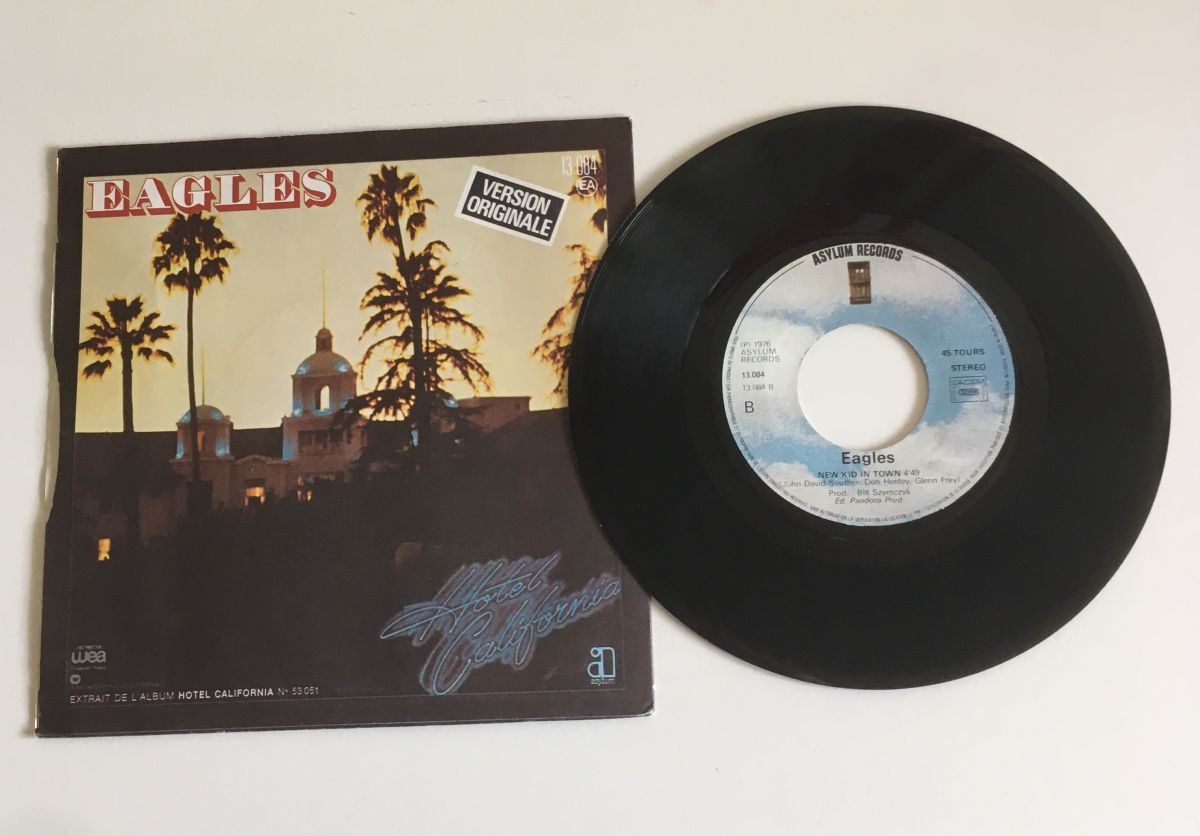 EAGLES
VERSION
ORIGINALE
13 084
EA
Hotel
California
wea
EXTRAIT DE L'ALBUM HOTEL CALIFORNIA N° 53 051
asylum
ASYLUM RECORDS
(P) 1976
ASYLUM
RECORDS
13.084
13.084 B
B
45 TOURS
STEREO
SACEM
Eagles
NEW KID IN TOWN 4'49
(John David Souther, Don Henley, Glenn Frey)
Prod. Bill Szymczyk
Ed. Pandora Prod